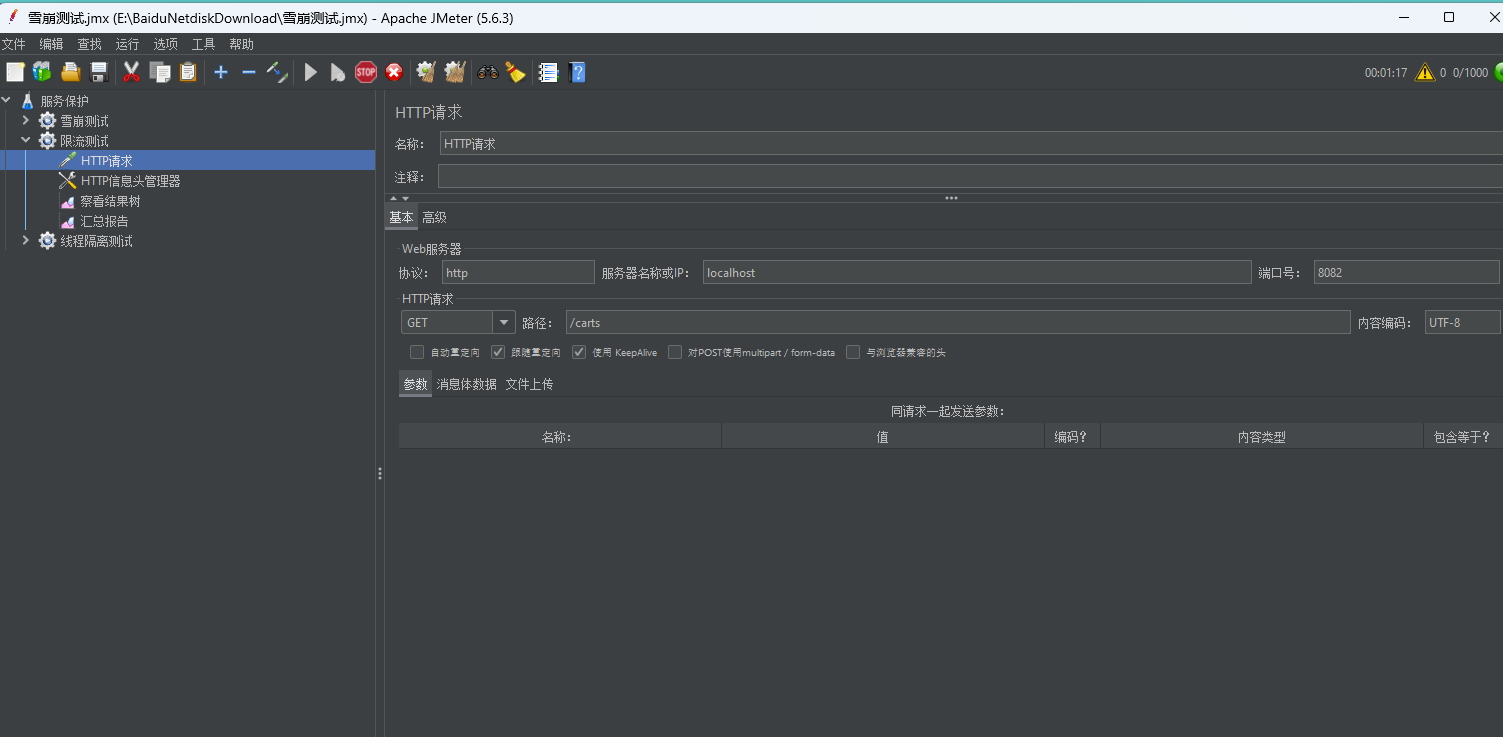 雪崩测试.jmx (E:\BaiduNetdiskDownload\雪崩测试.jmx) - Apache JMeter (5.6.3)
文件 编辑 查找 运行 选项 工具 帮助
STOP
00:01:17 0 0/1000
服务保护
雪崩测试
限流测试
HTTP请求
HTTP信息头管理器
察看结果树
汇总报告
线程隔离测试
HTTP请求
名称： HTTP请求
注释：
基本 高级
Web服务器
协议： http 服务器名称或IP： localhost 端口号： 8082
HTTP请求
GET 路径： /carts 内容编码： UTF-8
自动重定向 跟随重定向 使用 KeepAlive 对POST使用multipart / form-data 与浏览器兼容的头
参数 消息体数据 文件上传
同请求一起发送参数：
名称： 值 编码？ 内容类型 包含等于？